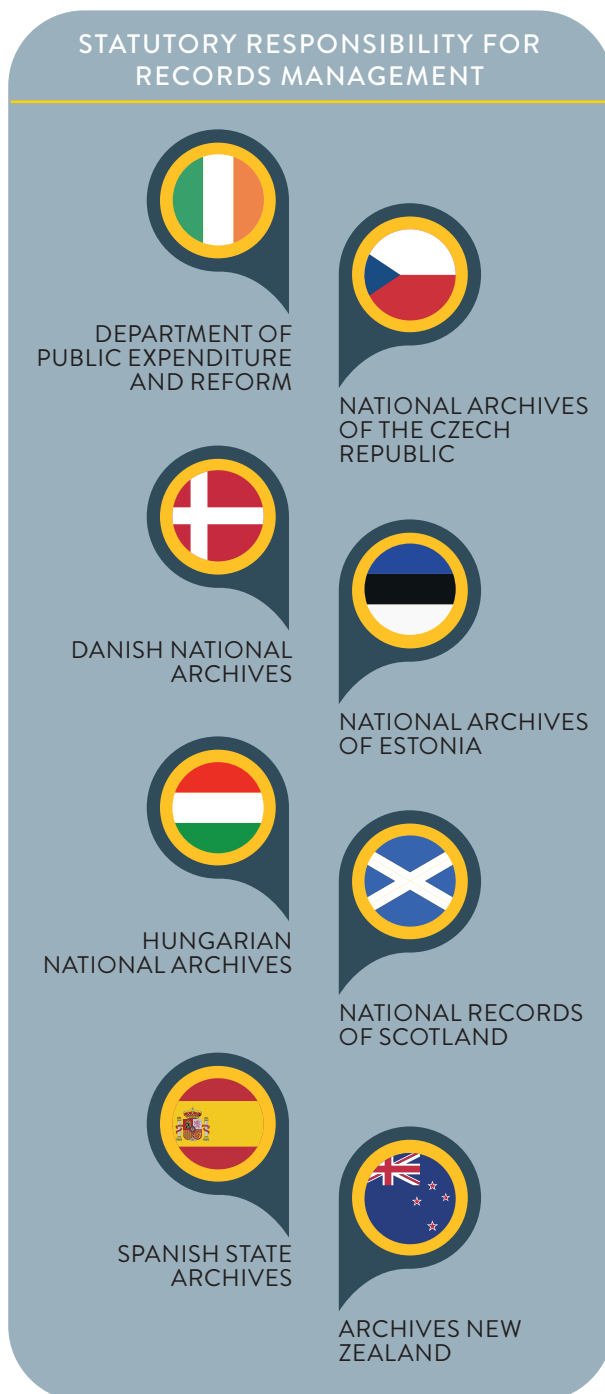 STATUTORY RESPONSIBILITY FOR
RECORDS MANAGEMENT
DEPARTMENT OF
PUBLIC EXPENDITURE
AND REFORM
NATIONAL ARCHIVES
OF THE CZECH
REPUBLIC
DANISH NATIONAL
ARCHIVES
NATIONAL ARCHIVES
OF ESTONIA
HUNGARIAN
NATIONAL ARCHIVES
NATIONAL RECORDS
OF SCOTLAND
SPANISH STATE
ARCHIVES
ARCHIVES NEW
ZEALAND